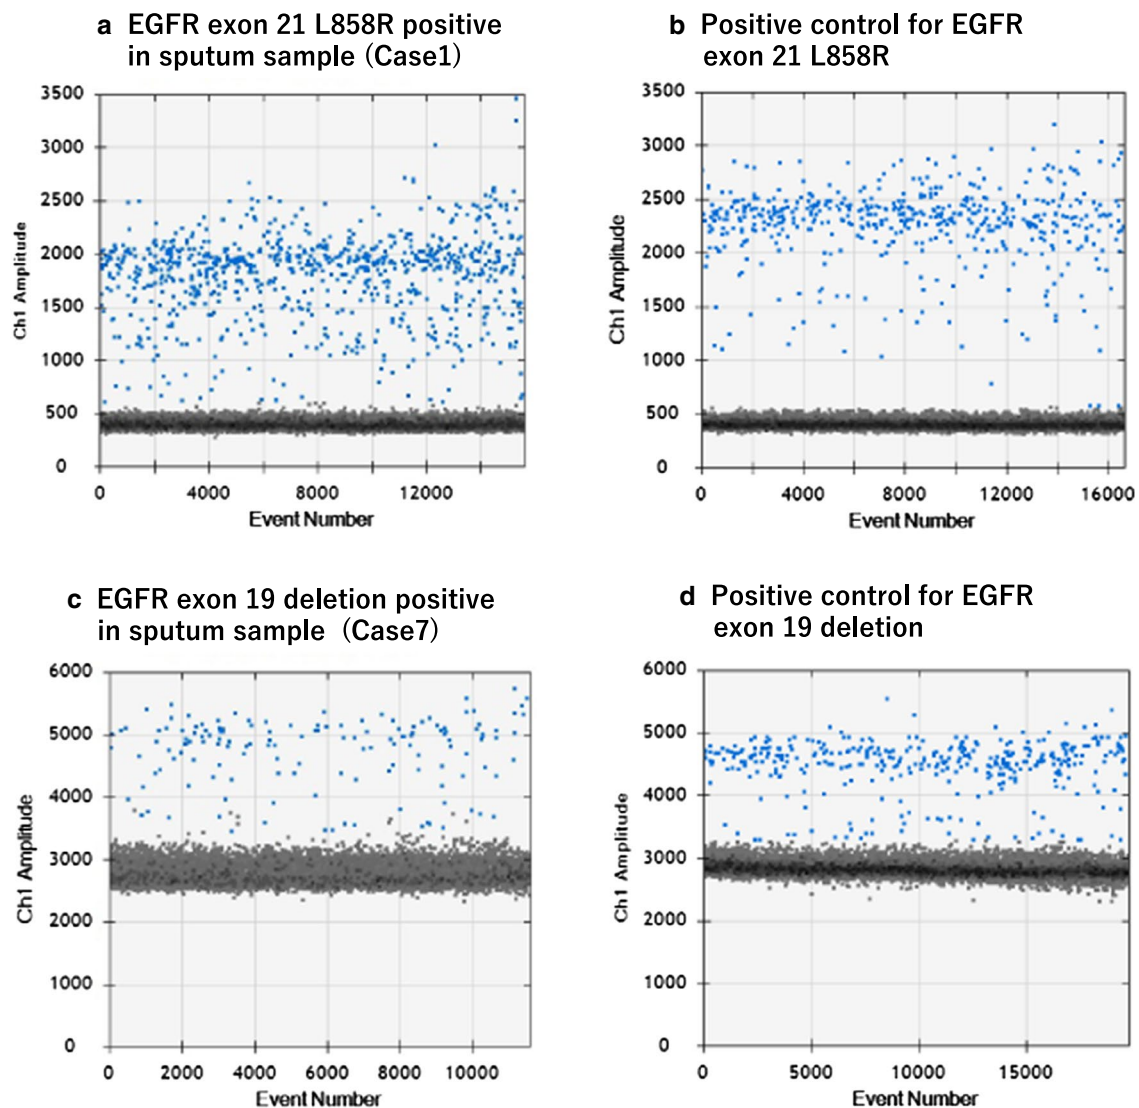 a EGFR exon 21 L858R positive
in sputum sample (Case1)
3500
3000
2500
2000
1500
1000
500
0
Ch1 Amplitude
0 4000 8000 12000
Event Number
b Positive control for EGFR
exon 21 L858R
3500
3000
2500
2000
1500
1000
500
0
Ch1 Amplitude
0 4000 8000 12000 16000
Event Number
c EGFR exon 19 deletion positive
in sputum sample (Case7)
6000
5000
4000
3000
2000
1000
0
Ch1 Amplitude
0 2000 4000 6000 8000 10000
Event Number
d Positive control for EGFR
exon 19 deletion
6000
5000
4000
3000
2000
1000
0
Ch1 Amplitude
0 5000 10000 15000
Event Number